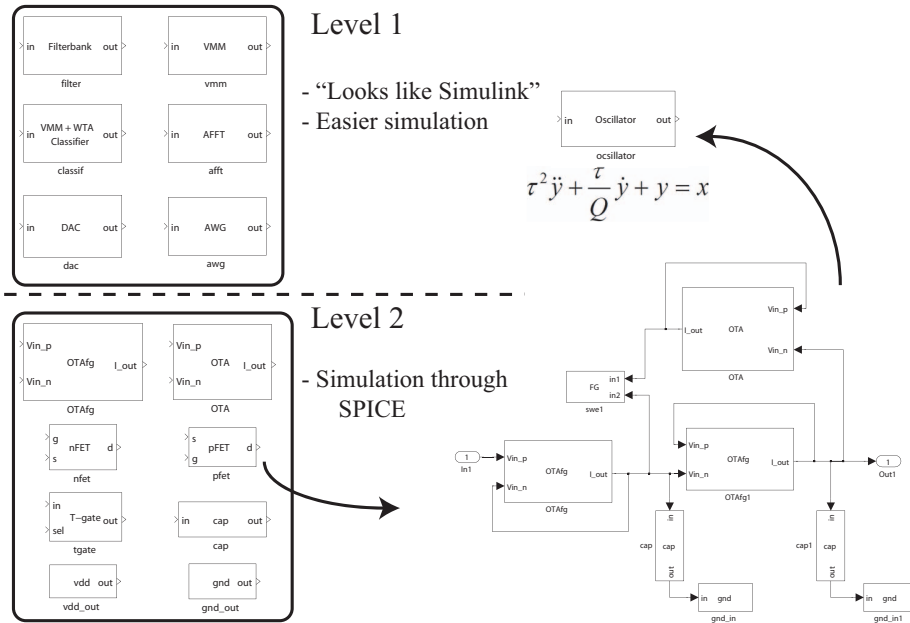 Level 1
- “Looks like Simulink”
- Easier simulation
in Filterbank out
filter
in VMM out
vmm
in VMM + WTA Classifier out
classif
in AFFT out
afft
in DAC out
dac
in AWG out
awg
in Oscillator out
ocsillator
τ²ÿ + τ/Q ẏ + y = x
Level 2
- Simulation through
SPICE
Vin_p
OTAfg I_out
Vin_n
OTAfg
Vin_p
OTA I_out
Vin_n
OTA
g
nFET d
s
nfet
s
pFET d
g
pfet
in
T-gate out
sel
tgate
in cap out
cap
vdd out
vdd_out
gnd out
gnd_out
Vin_p
I_out OTA
Vin_n
OTA
FG in1
in2
swe1
1
In1
Vin_p
OTAfg I_out
Vin_n
OTAfg
Vin_p
OTAfg I_out
Vin_n
OTAfg1
1
Out1
in
cap cap
out
in gnd
gnd_in
in
cap1 cap
out
in gnd
gnd_in1